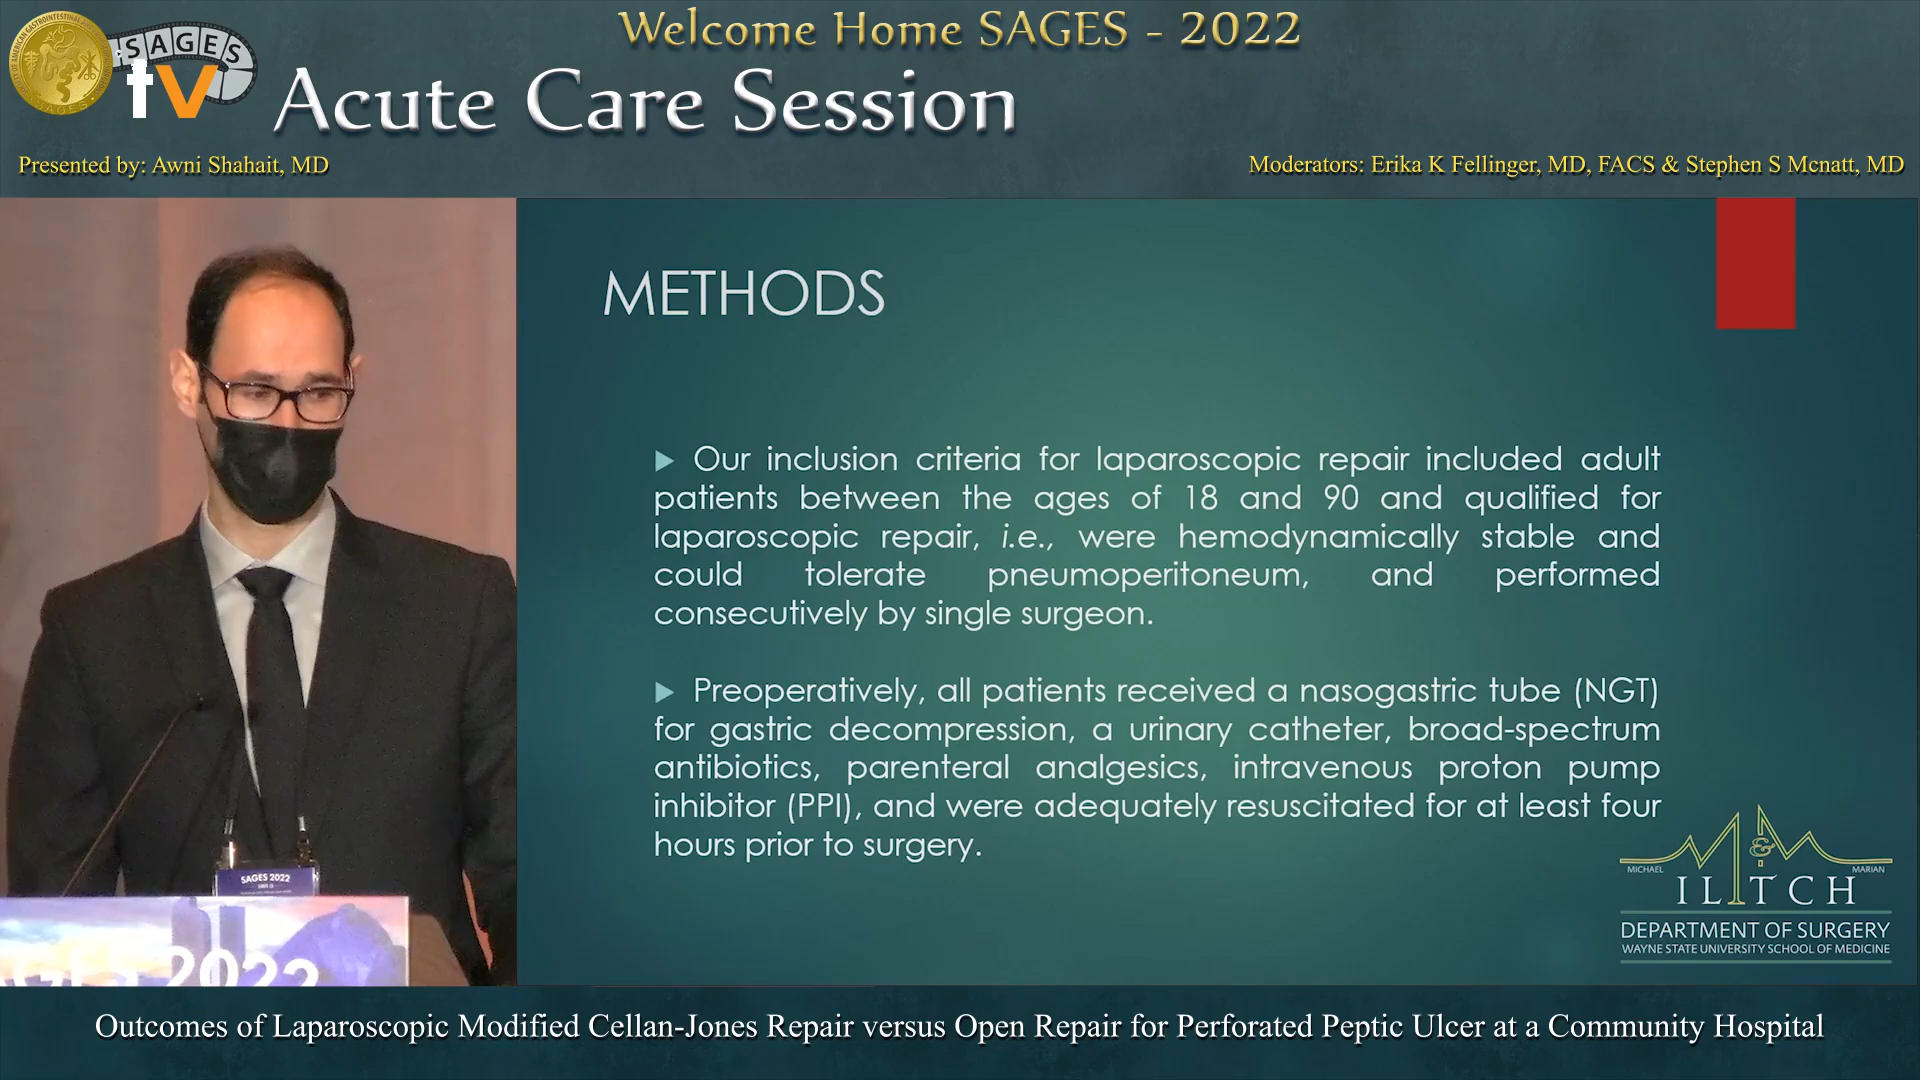 Welcome Home SAGES - 2022
SAGES
tv
Acute Care Session
Presented by: Awni Shahait, MD
Moderators: Erika K Fellinger, MD, FACS & Stephen S Mcnatt, MD
METHODS
Our inclusion criteria for laparoscopic repair included adult
patients between the ages of 18 and 90 and qualified for
laparoscopic repair, i.e., were hemodynamically stable and
could tolerate pneumoperitoneum, and performed
consecutively by single surgeon.
Preoperatively, all patients received a nasogastric tube (NGT)
for gastric decompression, a urinary catheter, broad-spectrum
antibiotics, parenteral analgesics, intravenous proton pump
inhibitor (PPI), and were adequately resuscitated for at least four
hours prior to surgery.
M&M
MICHAEL MARIAN
ILITCH
DEPARTMENT OF SURGERY
WAYNE STATE UNIVERSITY SCHOOL OF MEDICINE
SAGES 2022
2022
Outcomes of Laparoscopic Modified Cellan-Jones Repair versus Open Repair for Perforated Peptic Ulcer at a Community Hospital